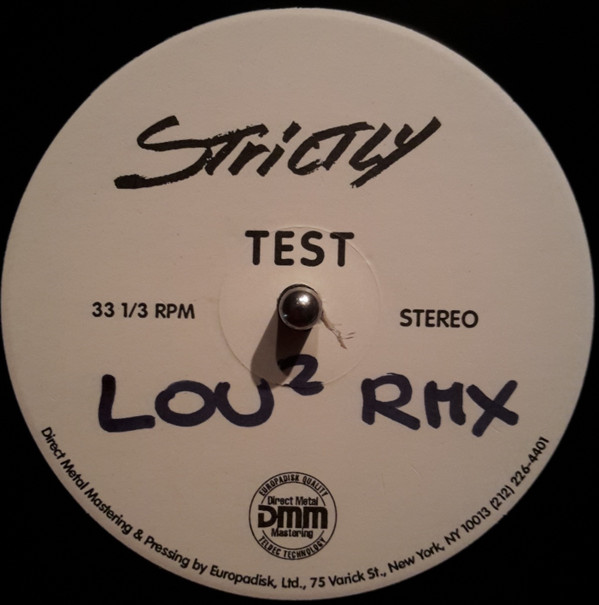 Strictly
TEST
33 1/3 RPM
STEREO
LOU² RMX
EUROPADISK QUALITY
Direct Metal
DMM
Mastering
TELDEC TECHNOLOGY
Direct Metal Mastering & Pressing by Europadisk, Ltd., 75 Varick St., New York, NY 10013 (212) 226-4401